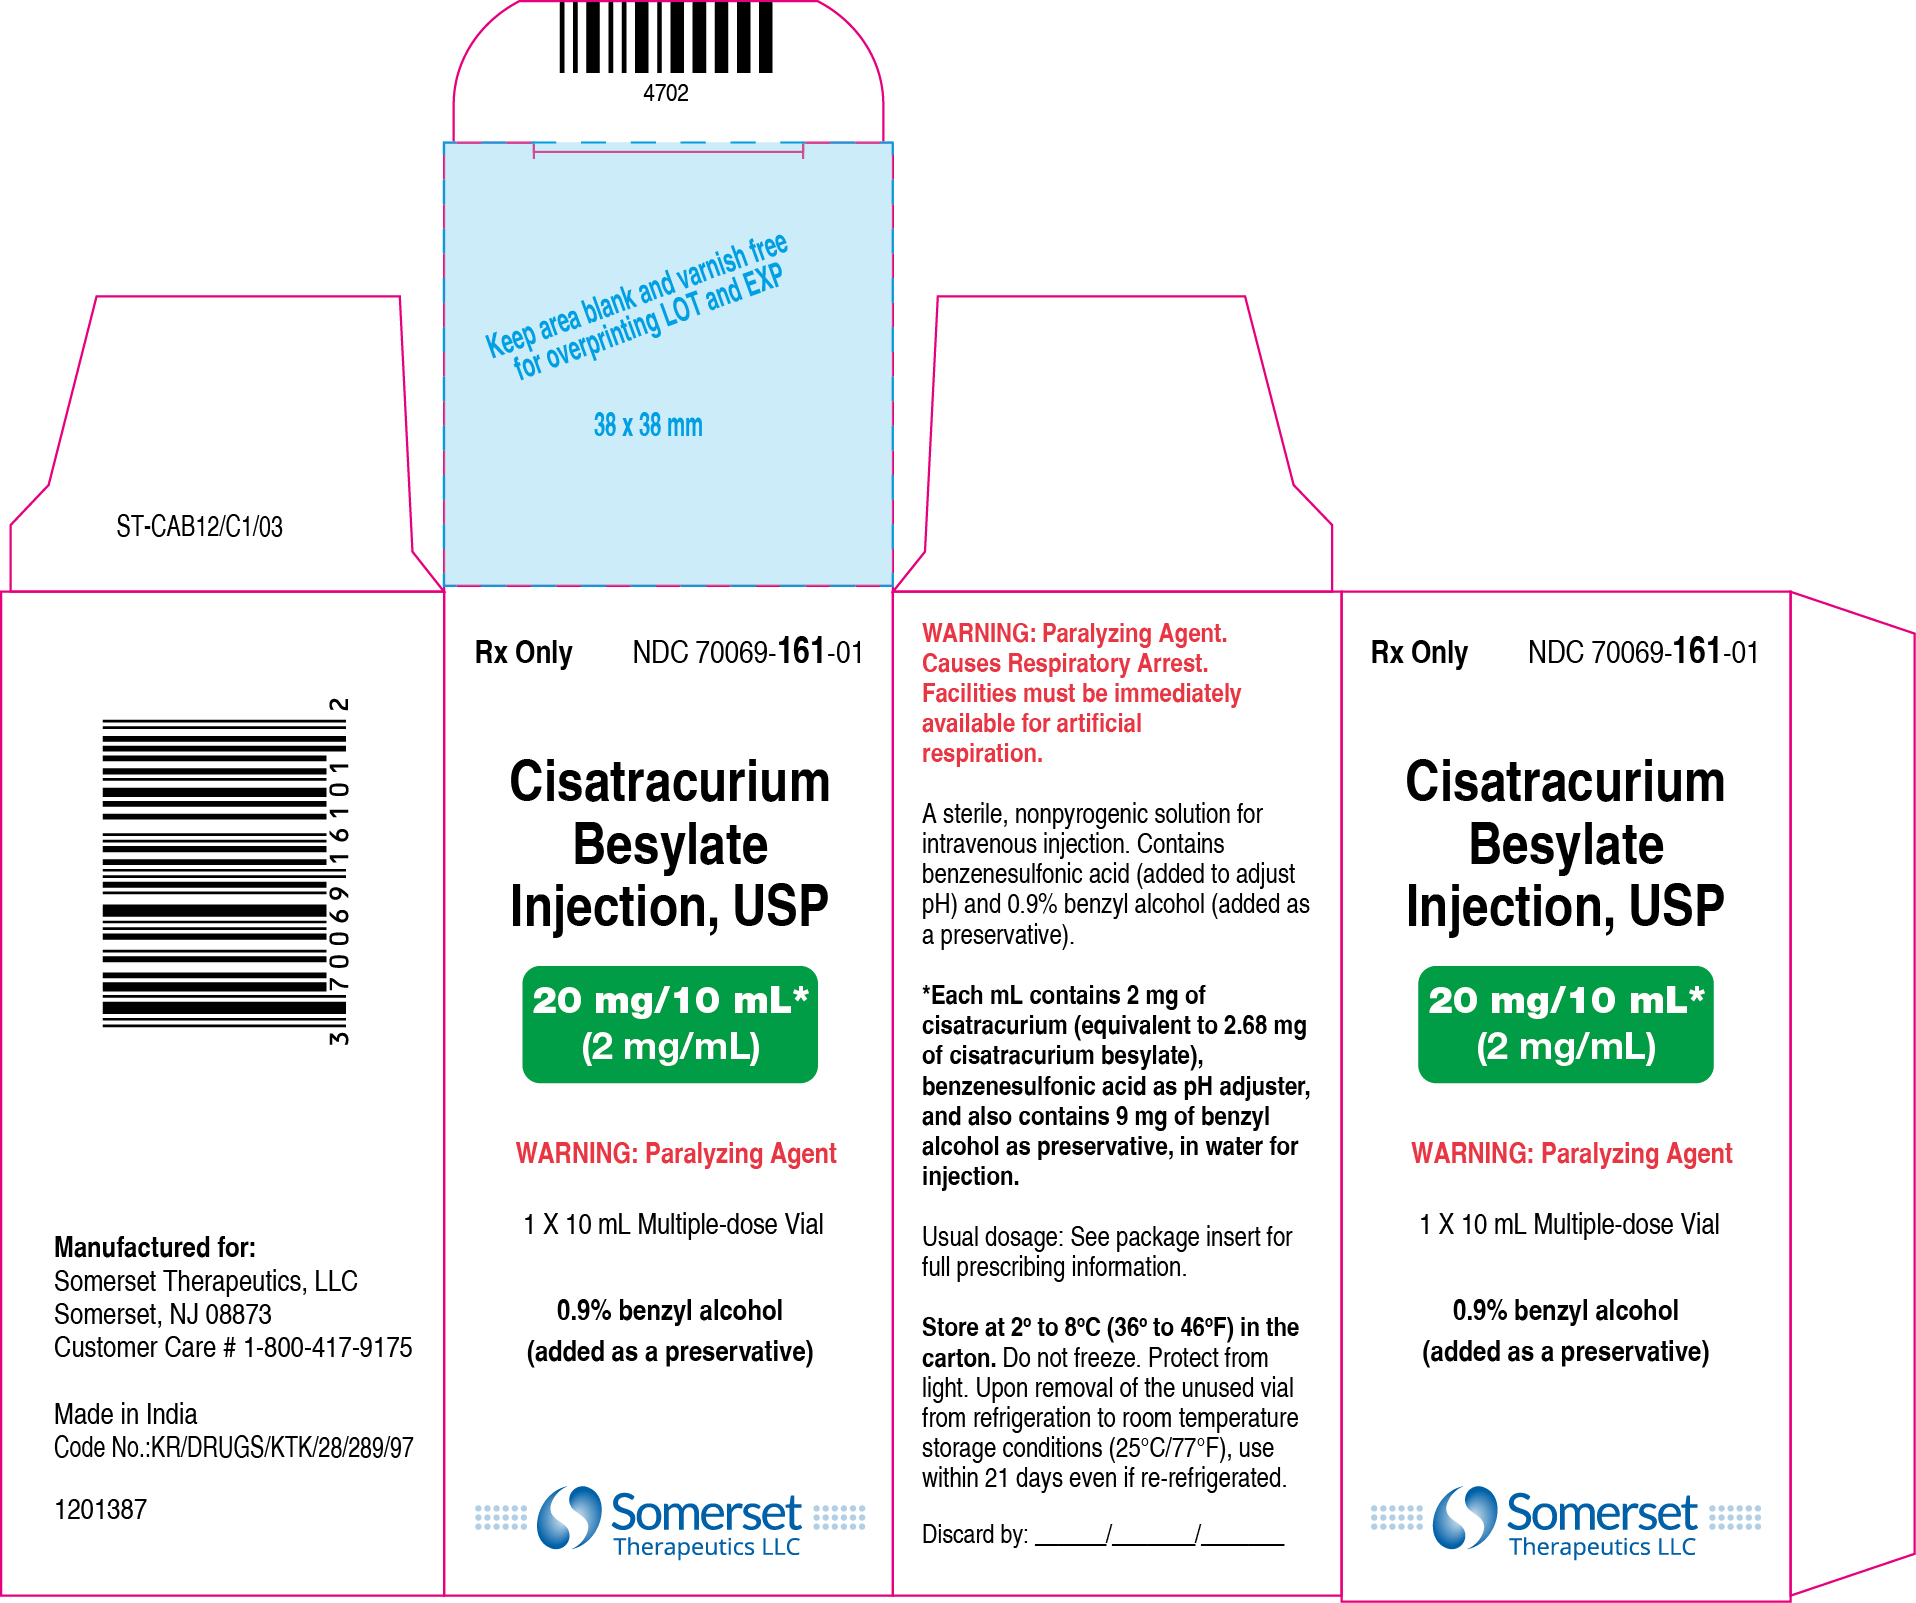 4702
Keep area blank and varnish free
for overprinting LOT and EXP
38 x 38 mm
ST-CAB12/C1/03
3 70069 16101 2
Manufactured for:
Somerset Therapeutics, LLC
Somerset, NJ 08873
Customer Care # 1-800-417-9175
Made in India
Code No.:KR/DRUGS/KTK/28/289/97
1201387
Rx Only NDC 70069-161-01
Cisatracurium
Besylate
Injection, USP
20 mg/10 mL*
(2 mg/mL)
WARNING: Paralyzing Agent
1 X 10 mL Multiple-dose Vial
0.9% benzyl alcohol
(added as a preservative)
Somerset
Therapeutics LLC
WARNING: Paralyzing Agent.
Causes Respiratory Arrest.
Facilities must be immediately
available for artificial
respiration.
A sterile, nonpyrogenic solution for
intravenous injection. Contains
benzenesulfonic acid (added to adjust
pH) and 0.9% benzyl alcohol (added as
a preservative).
*Each mL contains 2 mg of
cisatracurium (equivalent to 2.68 mg
of cisatracurium besylate),
benzenesulfonic acid as pH adjuster,
and also contains 9 mg of benzyl
alcohol as preservative, in water for
injection.
Usual dosage: See package insert for
full prescribing information.
Store at 2º to 8ºC (36º to 46ºF) in the
carton. Do not freeze. Protect from
light. Upon removal of the unused vial
from refrigeration to room temperature
storage conditions (25°C/77°F), use
within 21 days even if re-refrigerated.
Discard by: ______/_______/_______
Rx Only NDC 70069-161-01
Cisatracurium
Besylate
Injection, USP
20 mg/10 mL*
(2 mg/mL)
WARNING: Paralyzing Agent
1 X 10 mL Multiple-dose Vial
0.9% benzyl alcohol
(added as a preservative)
Somerset
Therapeutics LLC